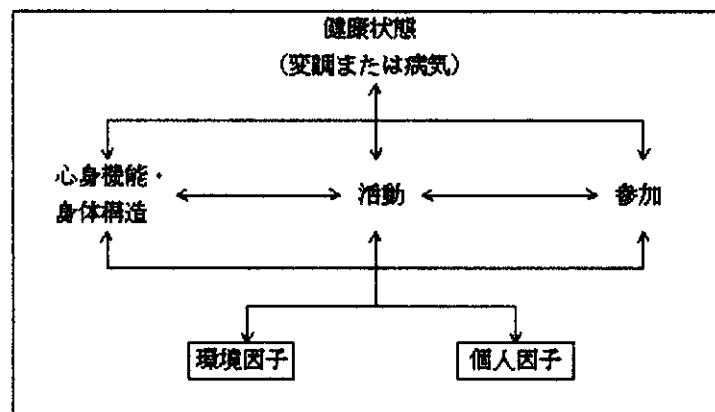 健康状態
(変調または病気)
心身機能・
身体構造
活動
参加
環境因子
個人因子